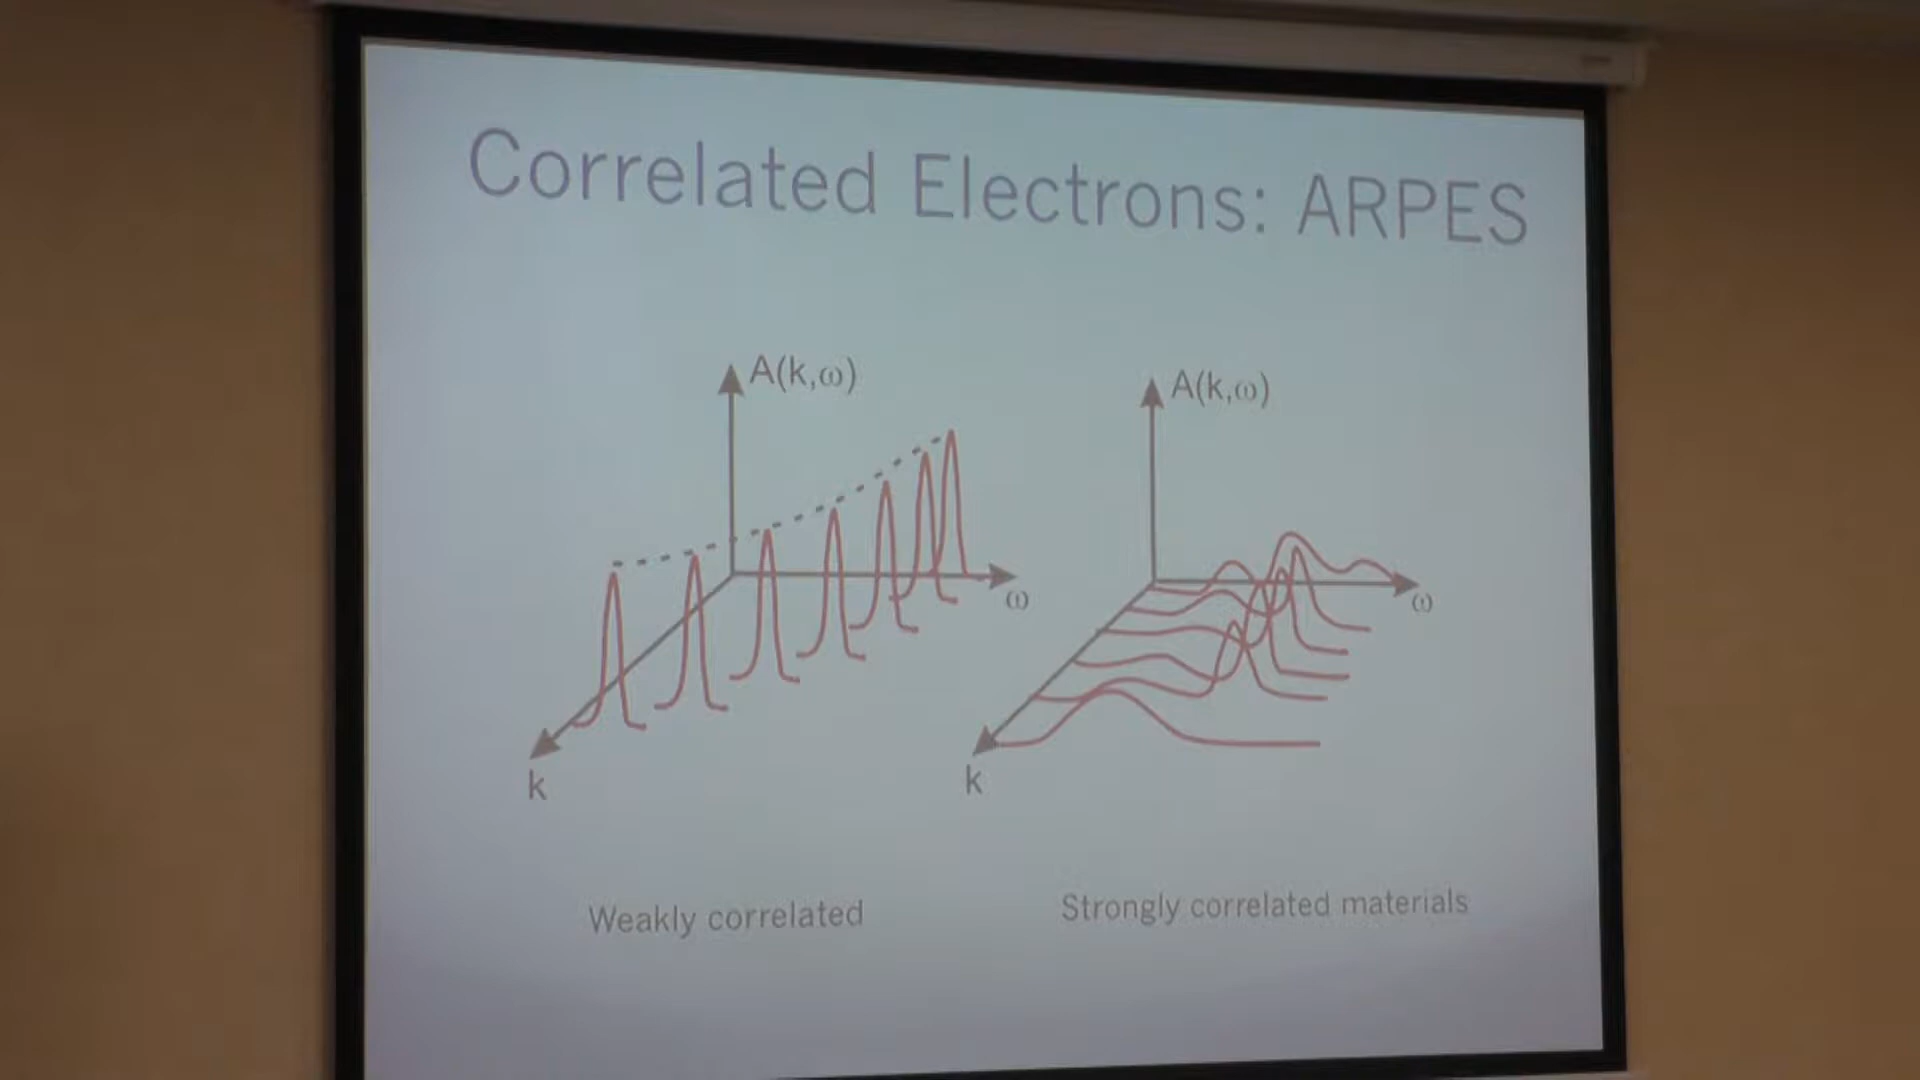 Correlated Electrons: ARPES
A(k,ω)
A(k,ω)
ω
ω
k
k
Weakly correlated
Strongly correlated materials